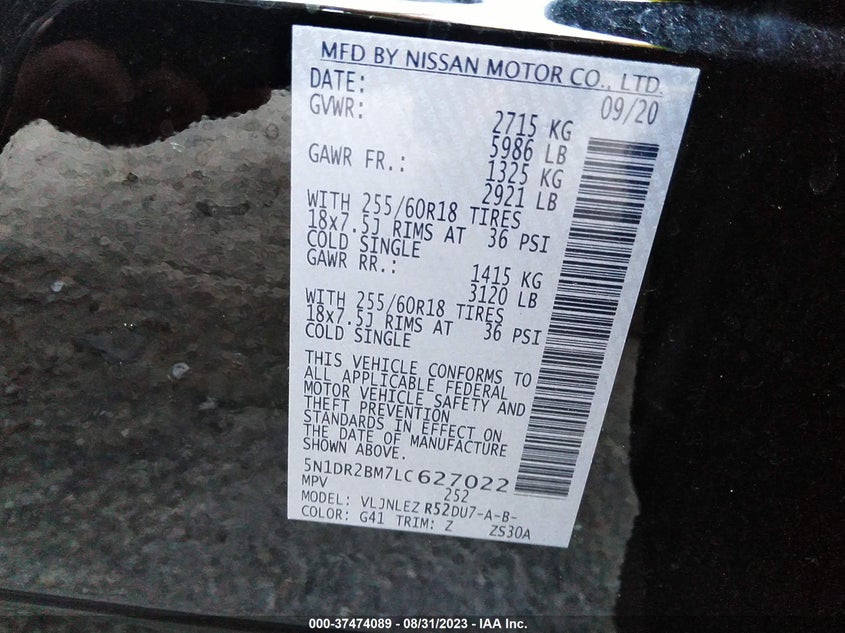 MFD BY NISSAN MOTOR CO., LTD.
DATE: 09/20
GVWR: 2715 KG
5986 LB
GAWR FR.: 1325 KG
2921 LB
WITH 255/60R18 TIRES
18x7.5J RIMS AT 36 PSI
COLD SINGLE
GAWR RR.: 1415 KG
3120 LB
WITH 255/60R18 TIRES
18x7.5J RIMS AT 36 PSI
COLD SINGLE
THIS VEHICLE CONFORMS TO
ALL APPLICABLE FEDERAL
MOTOR VEHICLE SAFETY AND
THEFT PREVENTION
STANDARDS IN EFFECT ON
THE DATE OF MANUFACTURE
SHOWN ABOVE.
5N1DR2BM7LC627022
MPV 252
MODEL: VLJNLEZ R52DU7-A-B-
COLOR: G41 TRIM: Z ZS30A
000-37474089 - 08/31/2023 - IAA Inc.